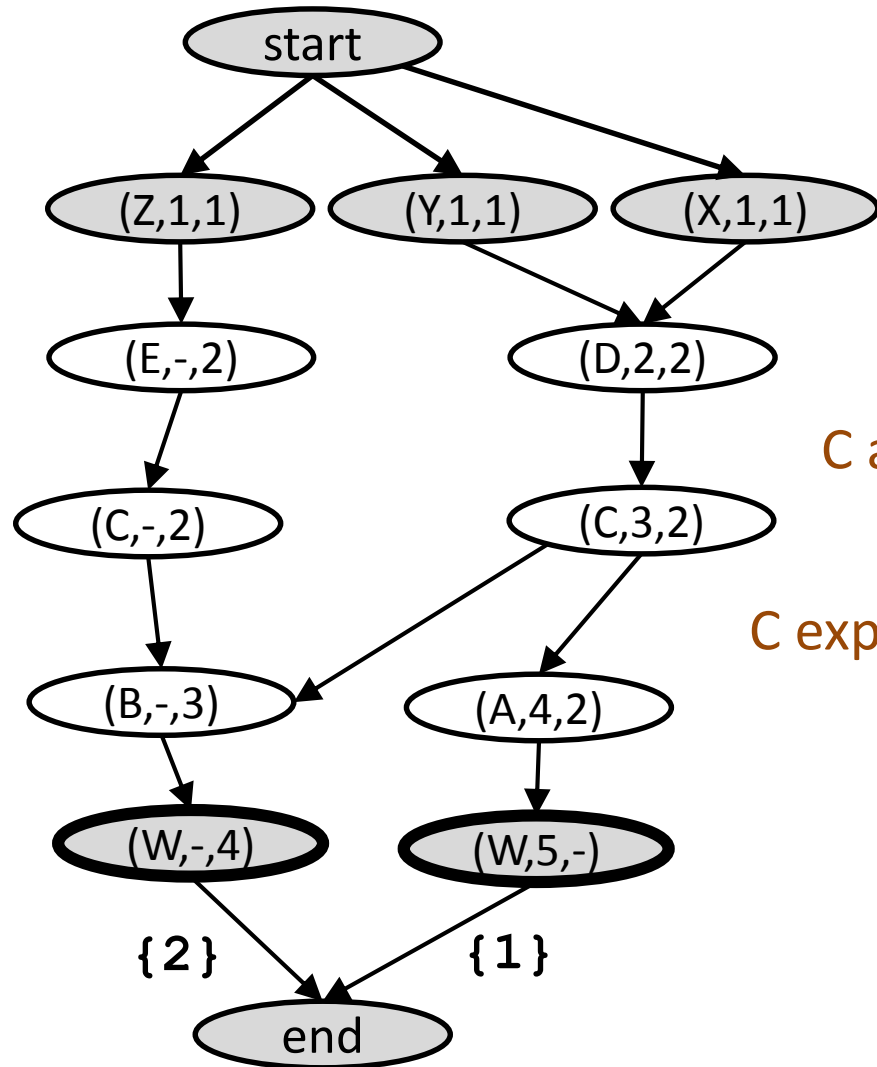 start
(Z,1,1) (Y,1,1) (X,1,1)
(E,-,2) (D,2,2)
C
(C,-,2) (C,3,2)
C
(B,-,3) (A,4,2)
(W,-,4) (W,5,-)
{2} {1}
end